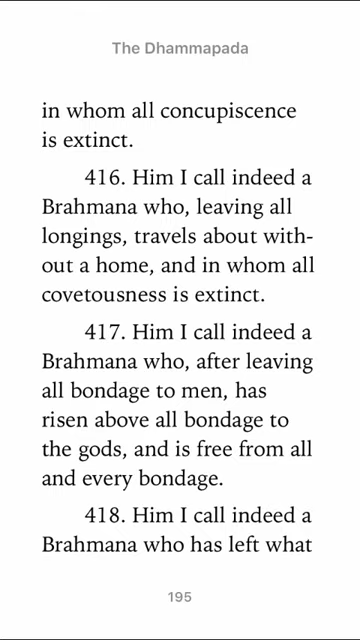 The Dhammapada
in whom all concupiscence
is extinct.
416. Him I call indeed a
Brahmana who, leaving all
longings, travels about with-
out a home, and in whom all
covetousness is extinct.
417. Him I call indeed a
Brahmana who, after leaving
all bondage to men, has
risen above all bondage to
the gods, and is free from all
and every bondage.
418. Him I call indeed a
Brahmana who has left what
195